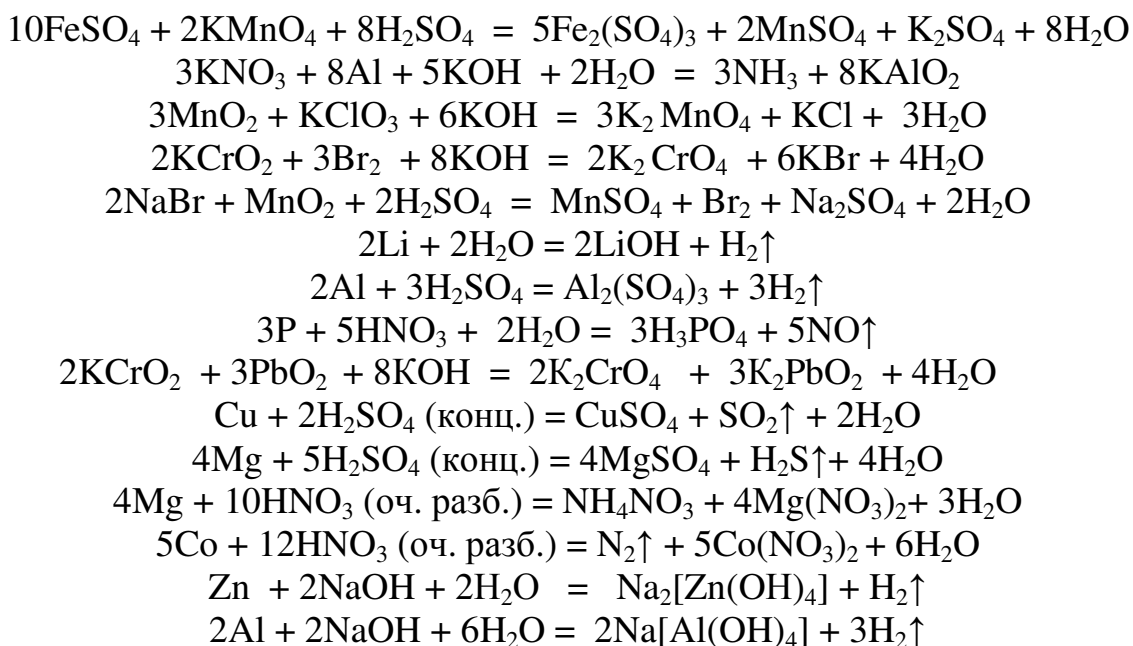 10FeSO₄ + 2KMnO₄ + 8H₂SO₄ = 5Fe₂(SO₄)₃ + 2MnSO₄ + K₂SO₄ + 8H₂O
3KNO₃ + 8Al + 5KOH + 2H₂O = 3NH₃ + 8KAlO₂
3MnO₂ + KClO₃ + 6KOH = 3K₂MnO₄ + KCl + 3H₂O
2KCrO₂ + 3Br₂ + 8KOH = 2K₂CrO₄ + 6KBr + 4H₂O
2NaBr + MnO₂ + 2H₂SO₄ = MnSO₄ + Br₂ + Na₂SO₄ + 2H₂O
2Li + 2H₂O = 2LiOH + H₂↑
2Al + 3H₂SO₄ = Al₂(SO₄)₃ + 3H₂↑
3P + 5HNO₃ + 2H₂O = 3H₃PO₄ + 5NO↑
2KCrO₂ + 3PbO₂ + 8КОН = 2К₂CrO₄ + 3К₂PbO₂ + 4H₂O
Cu + 2H₂SO₄ (конц.) = CuSO₄ + SO₂↑ + 2H₂O
4Mg + 5H₂SO₄ (конц.) = 4MgSO₄ + H₂S↑+ 4H₂O
4Mg + 10HNO₃ (оч. разб.) = NH₄NO₃ + 4Mg(NO₃)₂+ 3H₂O
5Co + 12HNO₃ (оч. разб.) = N₂↑ + 5Co(NO₃)₂ + 6H₂O
Zn + 2NaOH + 2H₂O = Na₂[Zn(OH)₄] + H₂↑
2Al + 2NaOH + 6H₂O = 2Na[Al(OH)₄] + 3H₂↑